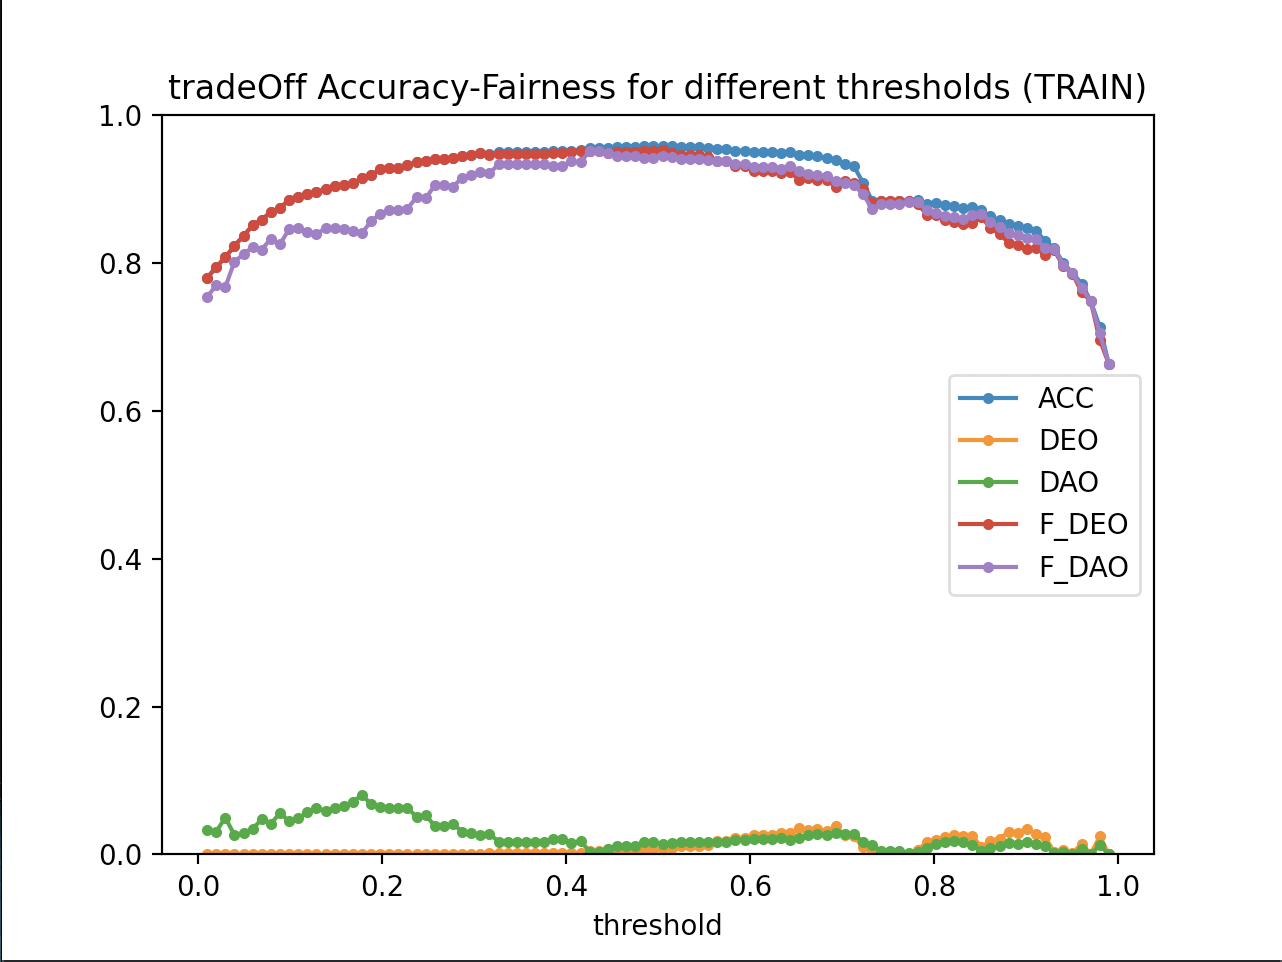 tradeOff Accuracy-Fairness for different thresholds (TRAIN)
1.0
0.8
0.6
0.4
0.2
0.0
ACC
DEO
DAO
F_DEO
F_DAO
0.0 0.2 0.4 0.6 0.8 1.0
threshold